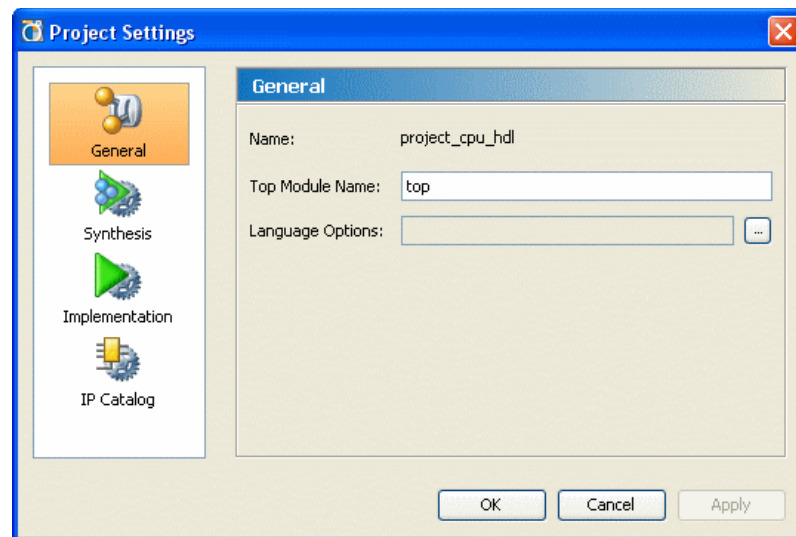 Project Settings
General
Synthesis
Implementation
IP Catalog
General
Name: project_cpu_hdl
Top Module Name: top
Language Options: ...
OK Cancel Apply